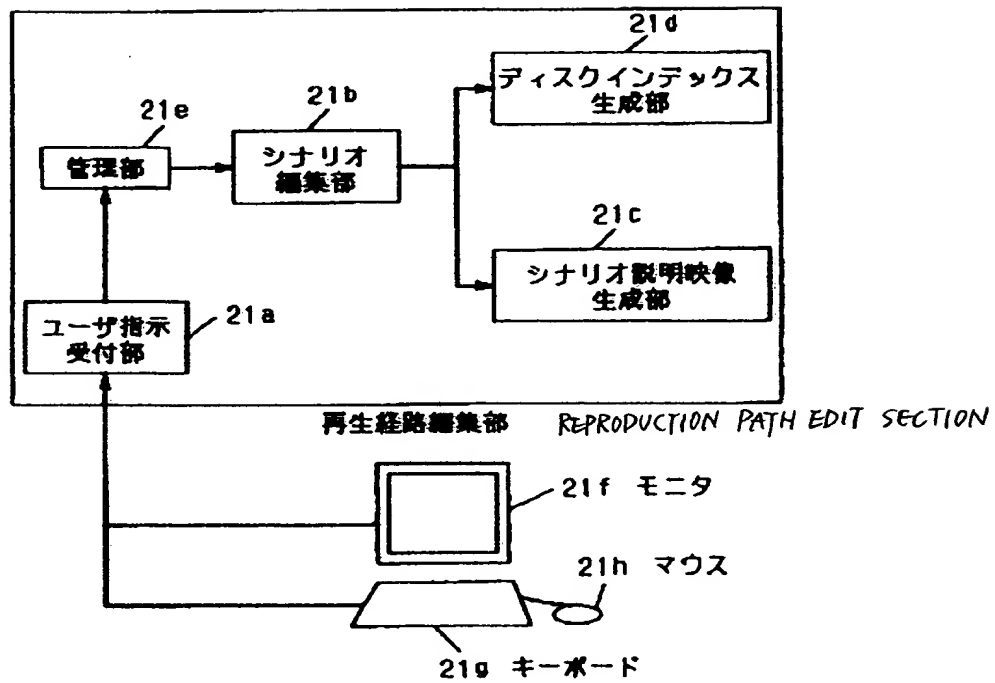 21d
ディスクインデックス
生成部
21b
シナリオ
編集部
21e
管理部
21c
シナリオ説明映像
生成部
21a
ユーザ指示
受付部
再生経路編集部 REPRODUCTION PATH EDIT SECTION
21f モニタ
21h マウス
21g キーボード